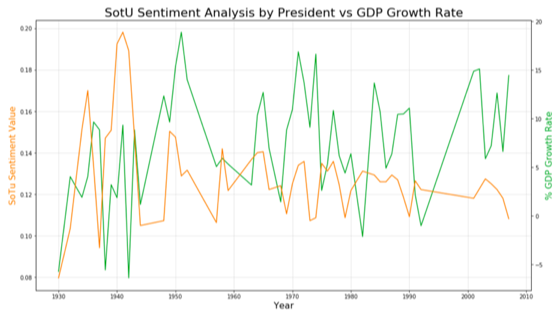 SotU Sentiment Analysis by President vs GDP Growth Rate
0.20
0.18
0.16
0.14
0.12
0.10
0.08
SoTu Sentiment Value
20
15
10
5
0
−5
% GDP Growth Rate
1930 1940 1950 1960 1970 1980 1990 2000 2010
Year